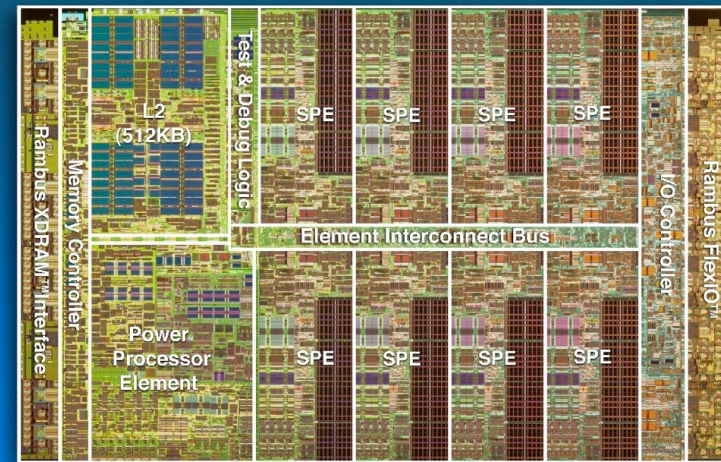 Rambus XDRAM™ Interface
Memory Controller
L2
(512KB)
Test & Debug Logic
SPE
SPE
SPE
SPE
I/O Controller
Rambus FlexIO™
Element Interconnect Bus
Power
Processor
Element
SPE
SPE
SPE
SPE